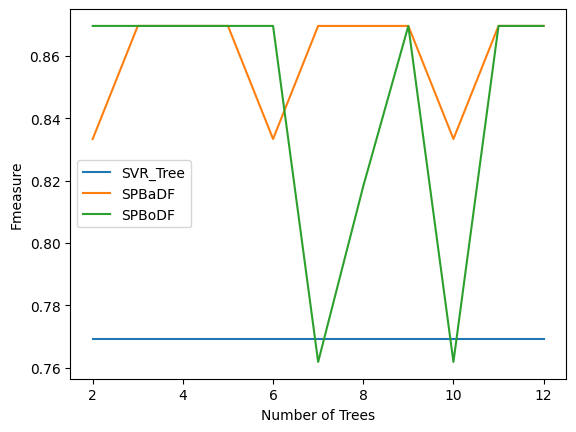 0.86
0.84
0.82
0.80
0.78
0.76
Fmeasure
SVR_Tree
SPBaDF
SPBoDF
2 4 6 8 10 12
Number of Trees